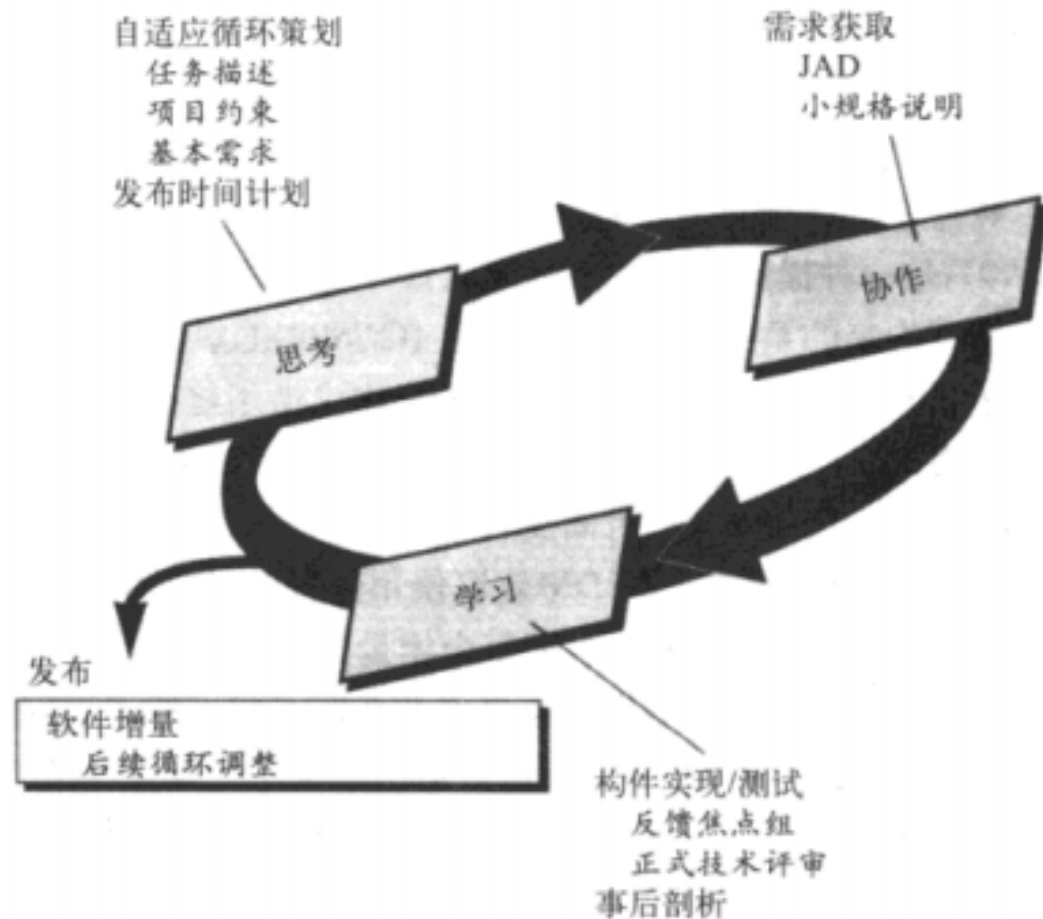 自适应循环策划
任务描述
项目约束
基本需求
发布时间计划
需求获取
JAD
小规格说明
思考
协作
学习
发布
软件增量
后续循环调整
构件实现/测试
反馈焦点组
正式技术评审
事后剖析